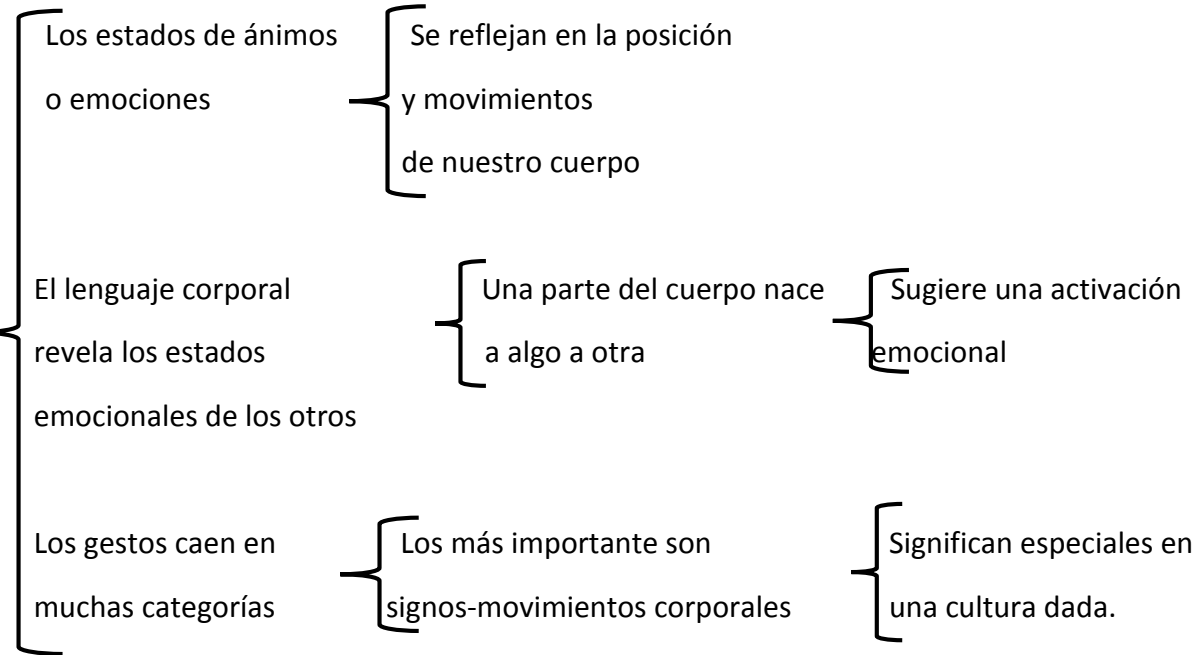 Los estados de ánimos
o emociones
Se reflejan en la posición
y movimientos
de nuestro cuerpo
El lenguaje corporal
revela los estados
emocionales de los otros
Una parte del cuerpo nace
a algo a otra
Sugiere una activación
emocional
Los gestos caen en
muchas categorías
Los más importante son
signos-movimientos corporales
Significan especiales en
una cultura dada.